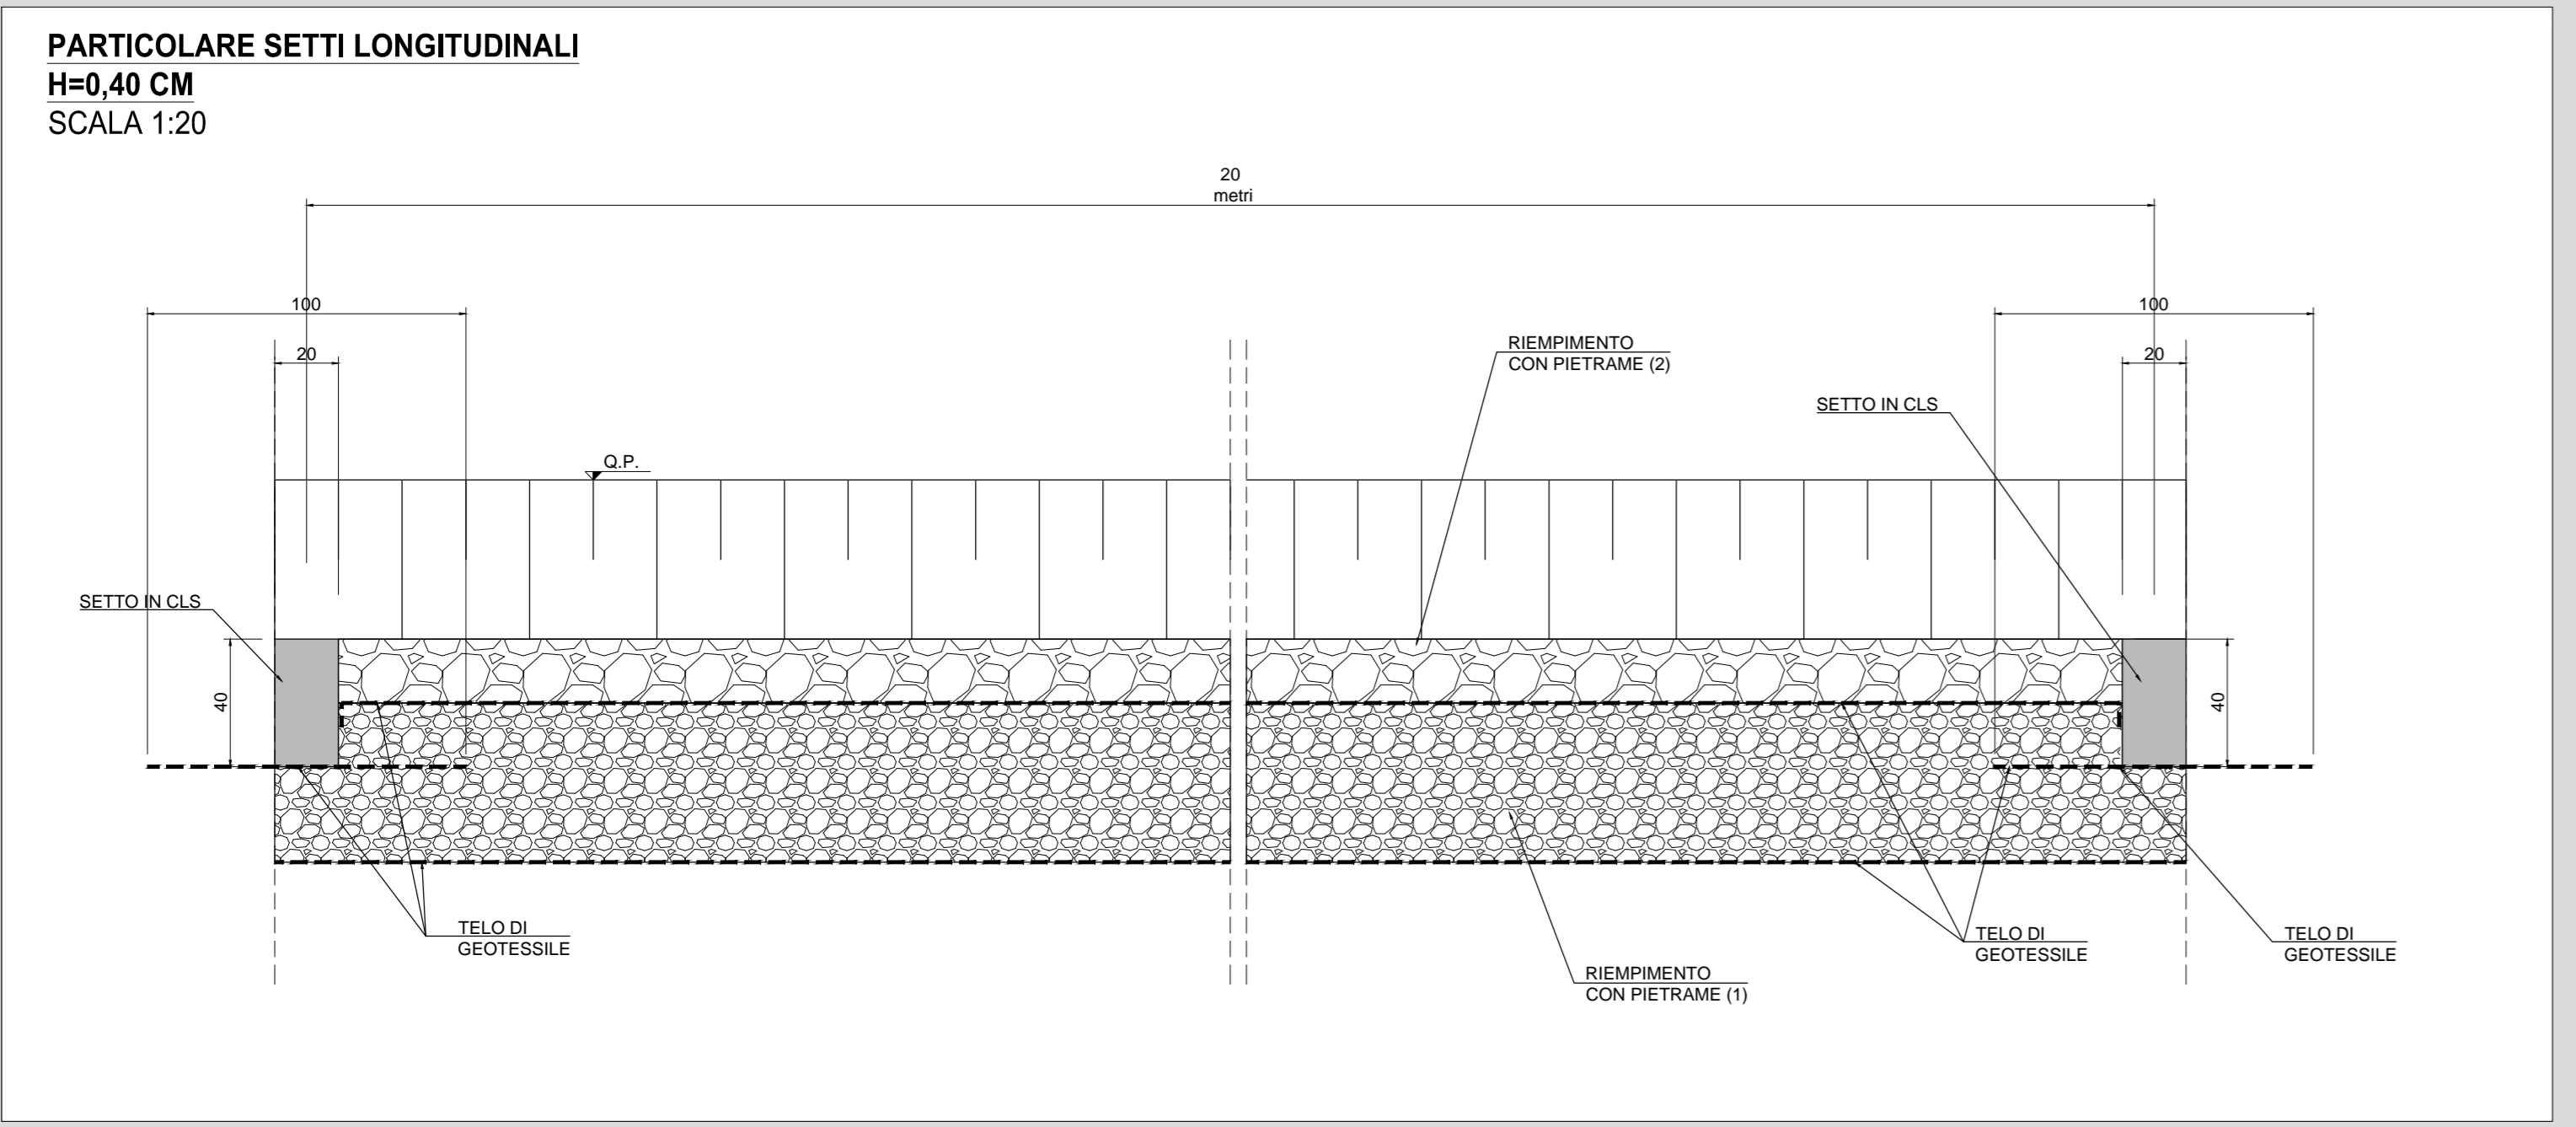 PARTICOLARE SETTI LONGITUDINALI
H=0,40 CM
SCALA 1:20
20
metri
100
100
20
20
RIEMPIMENTO
CON PIETRAME (2)
SETTO IN CLS
Q.P.
SETTO IN CLS
40
40
TELO DI
GEOTESSILE
TELO DI
GEOTESSILE
TELO DI
GEOTESSILE
RIEMPIMENTO
CON PIETRAME (1)